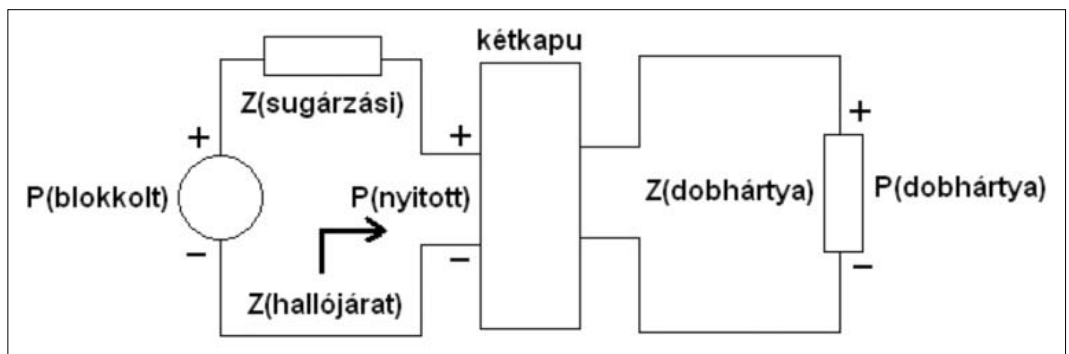 kétkapu
Z(sugárzási)
+
+
+
P(blokkolt)
P(nyitott)
Z(dobhártya)
P(dobhártya)
−
−
−
Z(hallójárat)